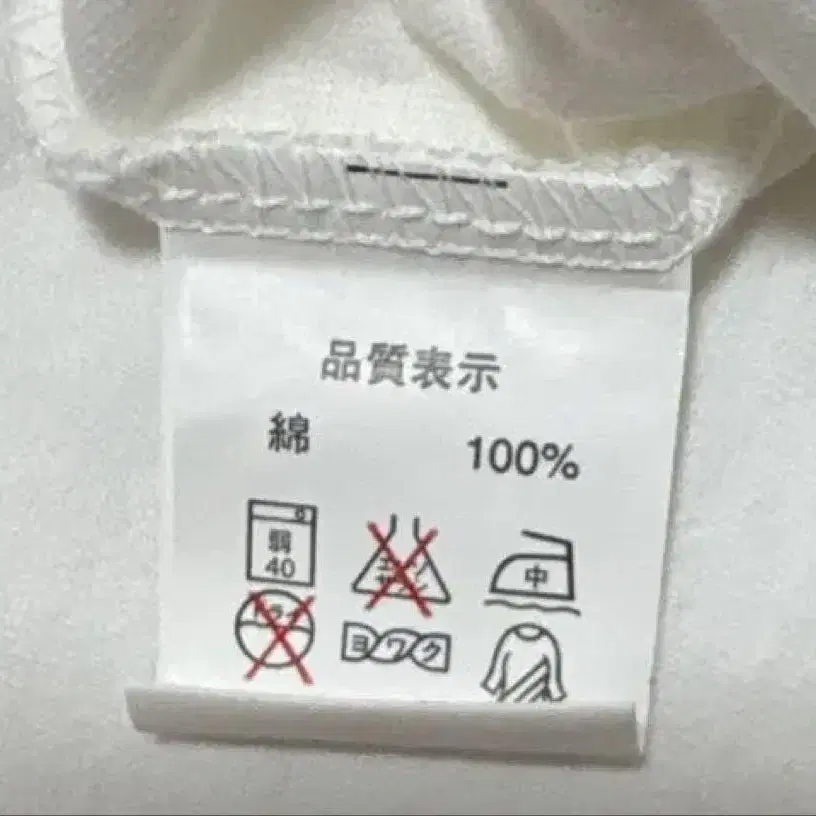 品質表示
綿 100%
弱 中
40
ドライ ヨワク